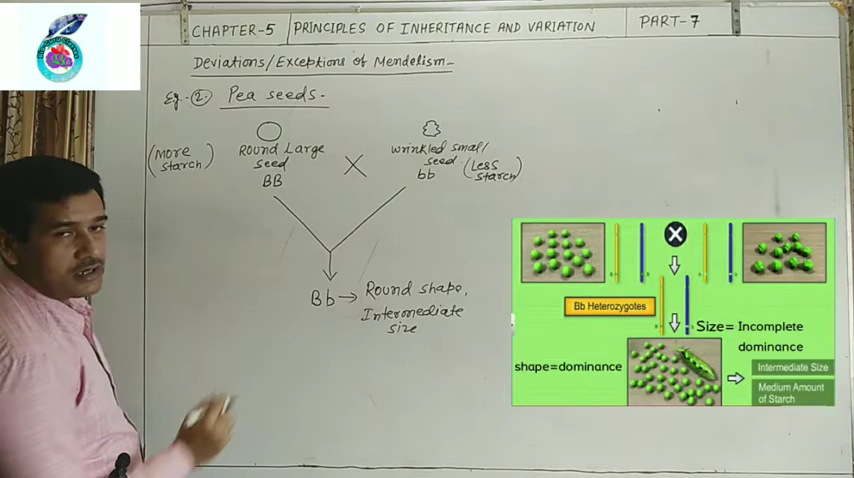 CHAPTER-5 PRINCIPLES OF INHERITANCE AND VARIATION PART-7
Deviations/Exceptions of Mendelism-
Eg-② Pea seeds-
(More starch)
Round Large
seed
BB
X
wrinkled small
seed
bb
(Less starch)
Bb → Round shape,
Intermediate
size
X
Bb Heterozygotes
Size= Incomplete
dominance
shape=dominance
Intermediate Size
Medium Amount
of Starch